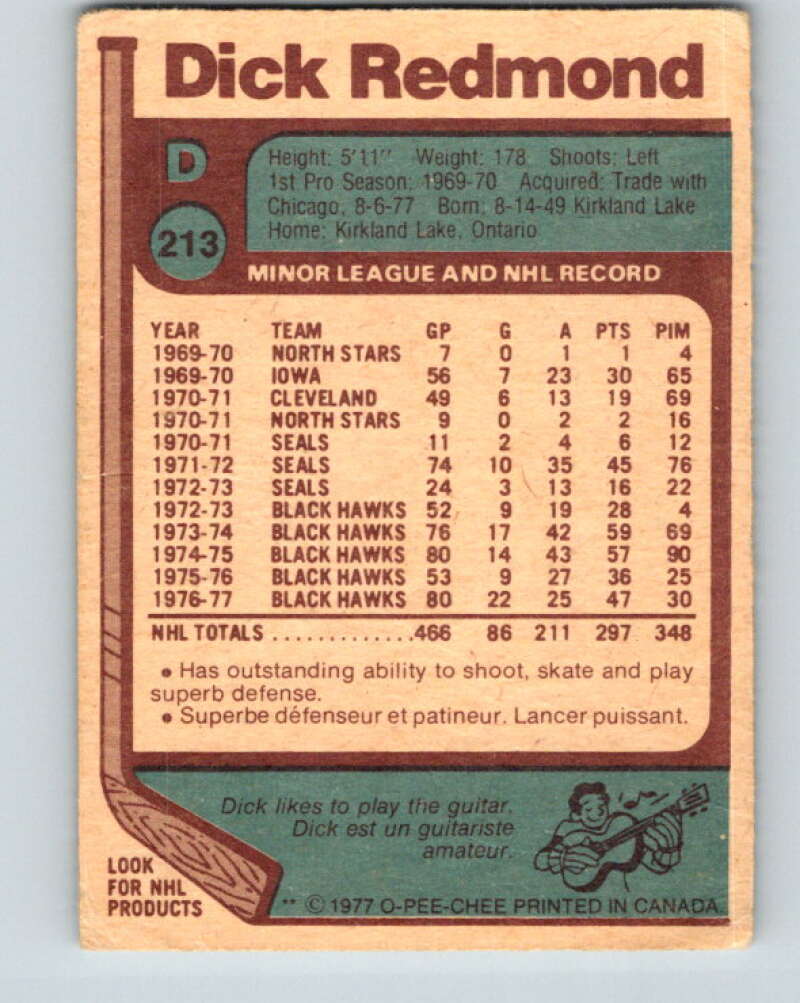 Dick Redmond
D
213
Height: 5'11" Weight: 178 Shoots: Left
1st Pro Season: 1969-70 Acquired: Trade with
Chicago, 8-6-77 Born: 8-14-49 Kirkland Lake
Home: Kirkland Lake, Ontario
MINOR LEAGUE AND NHL RECORD
YEAR TEAM GP G A PTS PIM
1969-70 NORTH STARS 7 0 1 1 4
1969-70 IOWA 56 7 23 30 65
1970-71 CLEVELAND 49 6 13 19 69
1970-71 NORTH STARS 9 0 2 2 16
1970-71 SEALS 11 2 4 6 12
1971-72 SEALS 74 10 35 45 76
1972-73 SEALS 24 3 13 16 22
1972-73 BLACK HAWKS 52 9 19 28 4
1973-74 BLACK HAWKS 76 17 42 59 69
1974-75 BLACK HAWKS 80 14 43 57 90
1975-76 BLACK HAWKS 53 9 27 36 25
1976-77 BLACK HAWKS 80 22 25 47 30
NHL TOTALS .............466 86 211 297 348
• Has outstanding ability to shoot, skate and play
superb defense.
• Superbe défenseur et patineur. Lancer puissant.
Dick likes to play the guitar.
Dick est un guitariste
amateur.
LOOK
FOR NHL
PRODUCTS
** © 1977 O-PEE-CHEE PRINTED IN CANADA